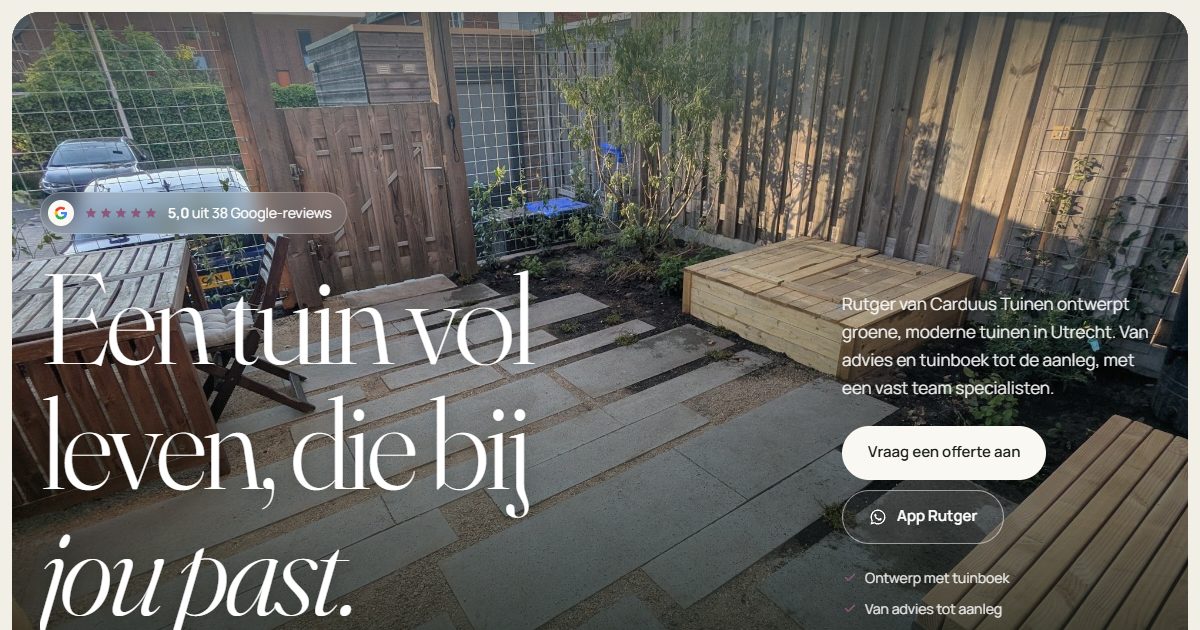 5,0 uit 38 Google-reviews
Een tuin vol
leven, die bij
jou past.
Rutger van Carduus Tuinen ontwerpt
groene, moderne tuinen in Utrecht. Van
advies en tuinboek tot de aanleg, met
een vast team specialisten.
Vraag een offerte aan
App Rutger
Ontwerp met tuinboek
Van advies tot aanleg